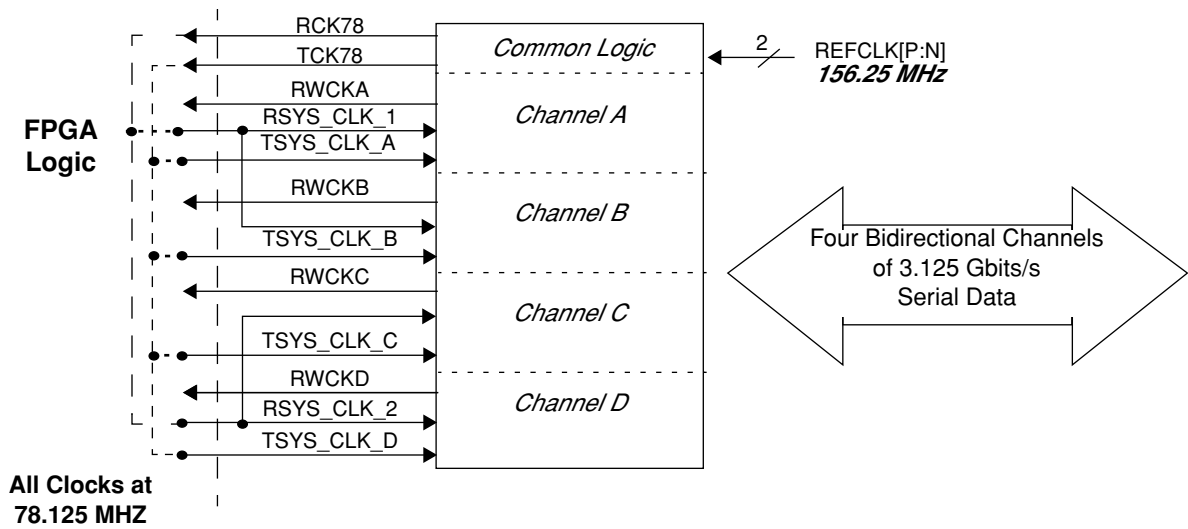 RCK78
TCK78
RWCKA
RSYS_CLK_1
TSYS_CLK_A
RWCKB
TSYS_CLK_B
RWCKC
TSYS_CLK_C
RWCKD
RSYS_CLK_2
TSYS_CLK_D
FPGA
Logic
All Clocks at
78.125 MHZ
Common Logic
Channel A
Channel B
Channel C
Channel D
2
REFCLK[P:N]
156.25 MHz
Four Bidirectional Channels
of 3.125 Gbits/s
Serial Data